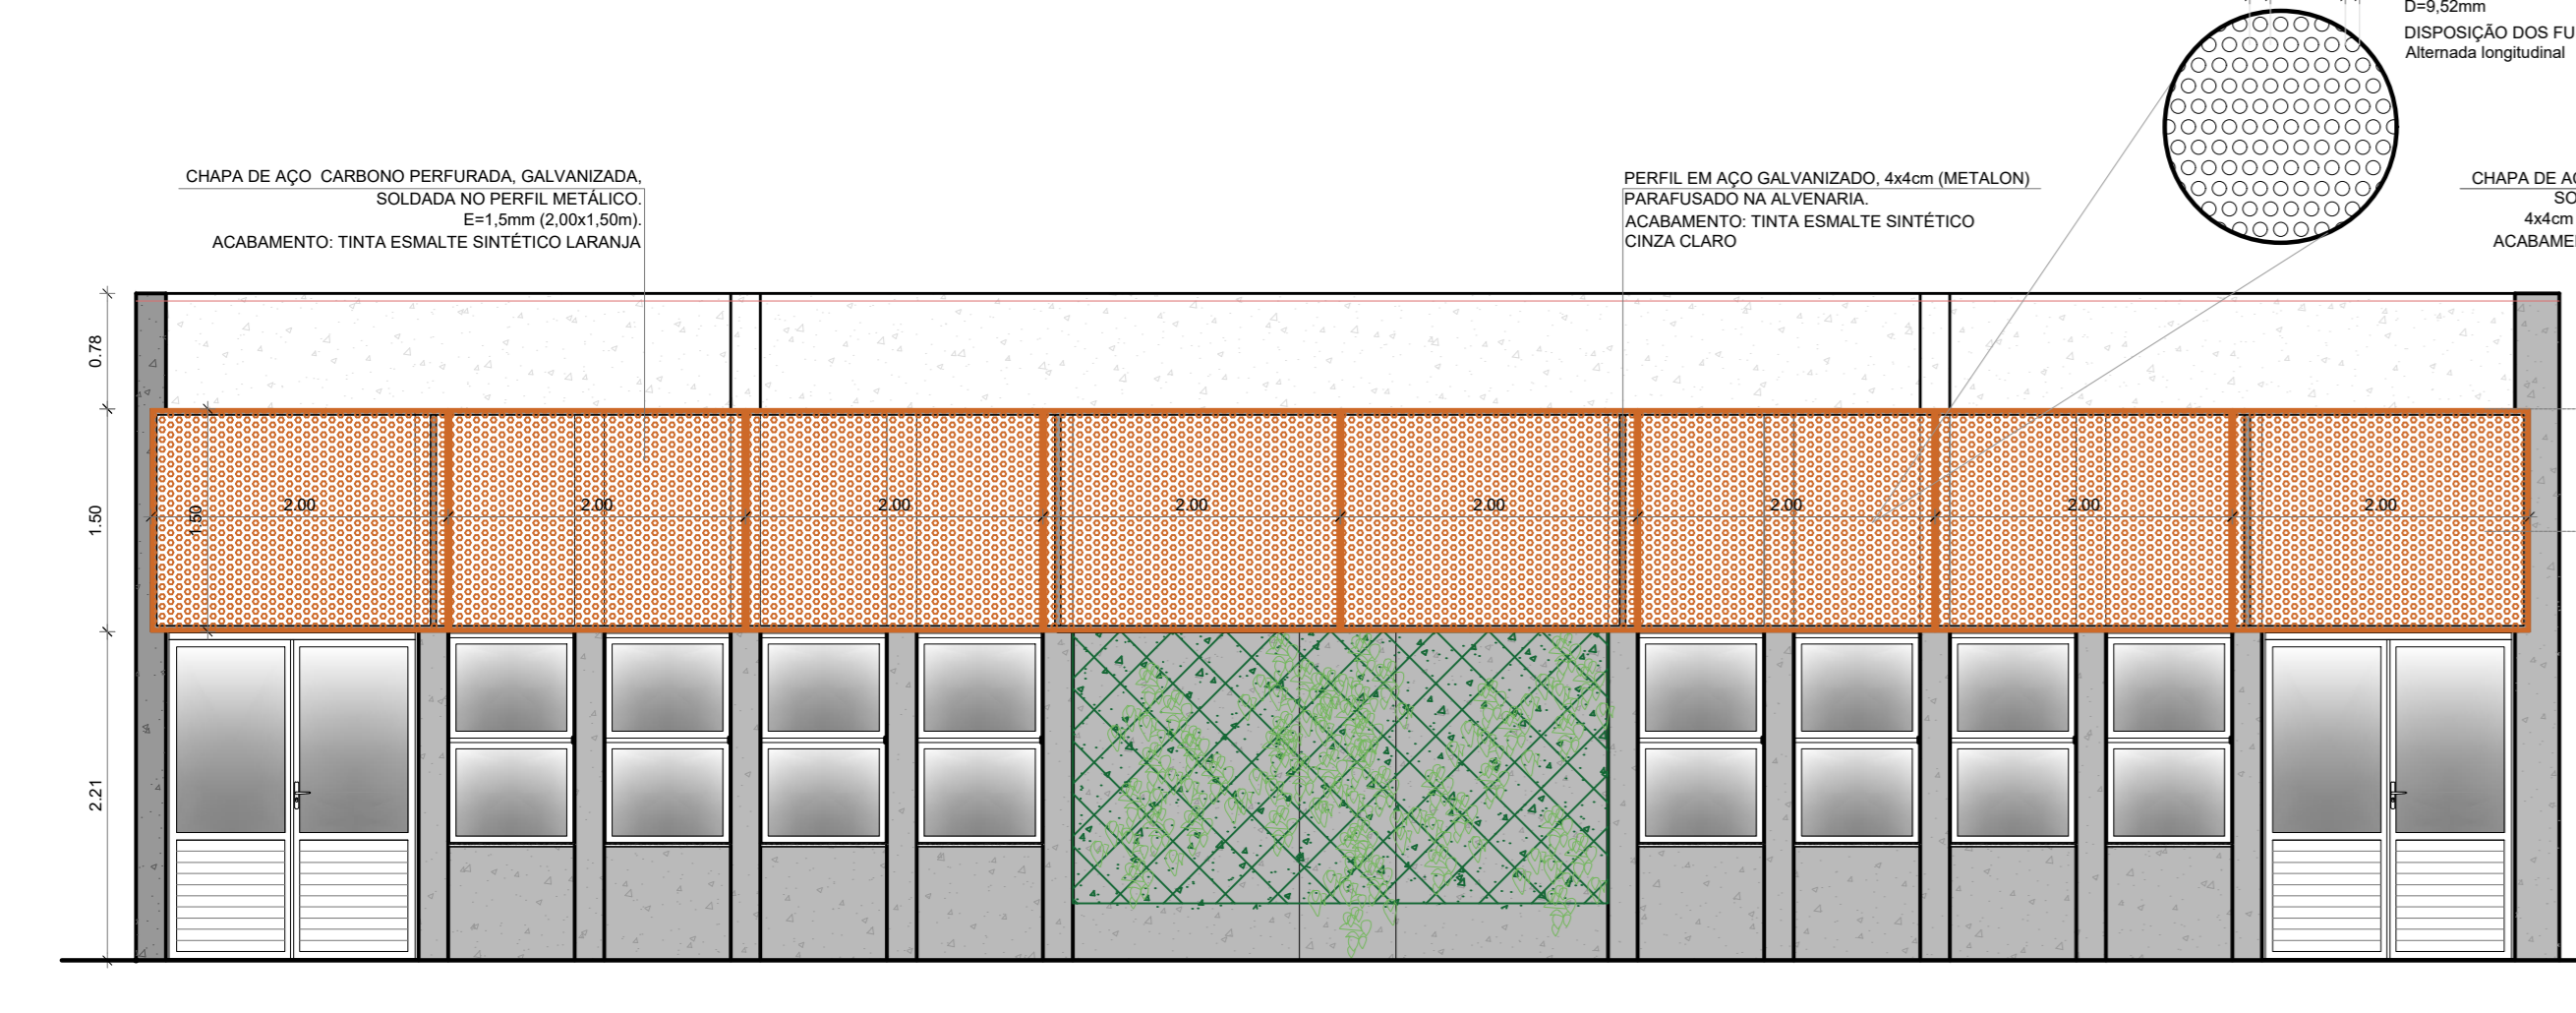 D=9,52mm
DISPOSIÇÃO DOS FU
Alternada longitudinal
CHAPA DE AÇO CARBONO PERFURADA, GALVANIZADA,
SOLDADA NO PERFIL METÁLICO.
E=1,5mm (2,00x1,50m).
ACABAMENTO: TINTA ESMALTE SINTÉTICO LARANJA
PERFIL EM AÇO GALVANIZADO, 4x4cm (METALON)
PARAFUSADO NA ALVENARIA.
ACABAMENTO: TINTA ESMALTE SINTÉTICO
CINZA CLARO
CHAPA DE AÇ
SO
4x4cm
ACABAME
0.78
1.50
2.21
1.50
2.00
2.00
2.00
2.00
2.00
2.00
2.00
2.00